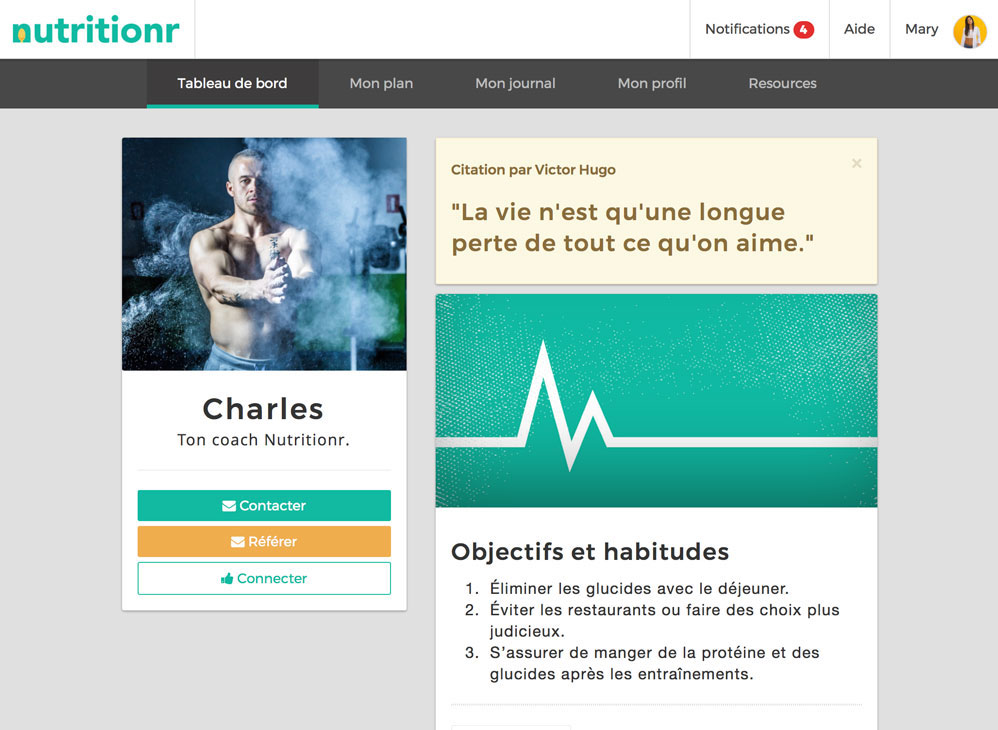 nutritionr
Notifications 4
Aide
Mary
Tableau de bord
Mon plan
Mon journal
Mon profil
Resources
Charles
Ton coach Nutritionr.
Contacter
Référer
Connecter
Citation par Victor Hugo
×
"La vie n'est qu'une longue
perte de tout ce qu'on aime."
Objectifs et habitudes
1. Éliminer les glucides avec le déjeuner.
2. Éviter les restaurants ou faire des choix plus
judicieux.
3. S’assurer de manger de la protéine et des
glucides après les entraînements.